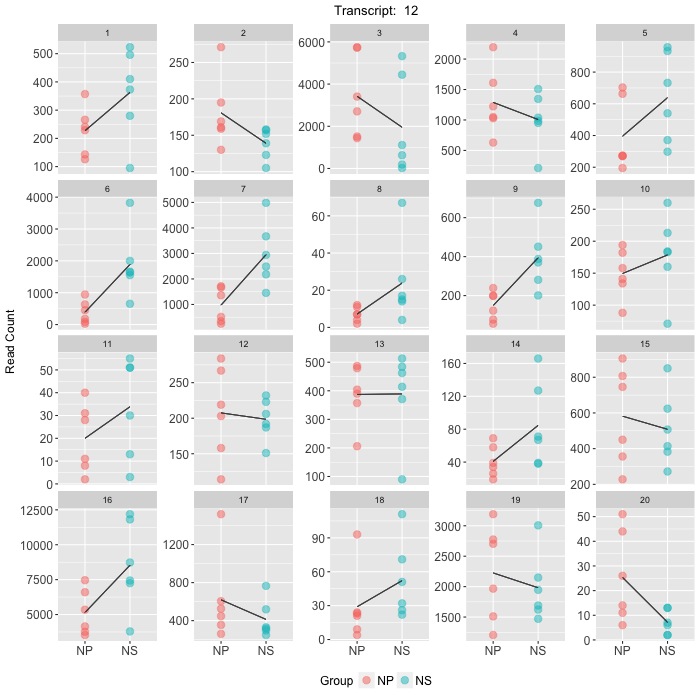 Transcript:  12
1 2 3 4 5
500 400 300 200 100
250 200 150 100
6000 4000 2000 0
2000 1500 1000 500
800 600 400 200
6 7 8 9 10
4000 3000 2000 1000 0
5000 4000 3000 2000 1000
60 40 20 0
600 400 200
250 200 150 100
Read Count
11 12 13 14 15
50 40 30 20 10 0
250 200 150
500 400 300 200 100
160 120 80 40
800 600 400 200
16 17 18 19 20
12500 10000 7500 5000
1200 800 400
90 60 30 0
3000 2500 2000 1500
50 40 30 20 10 0
NP NS NP NS NP NS NP NS NP NS
Group NP NS